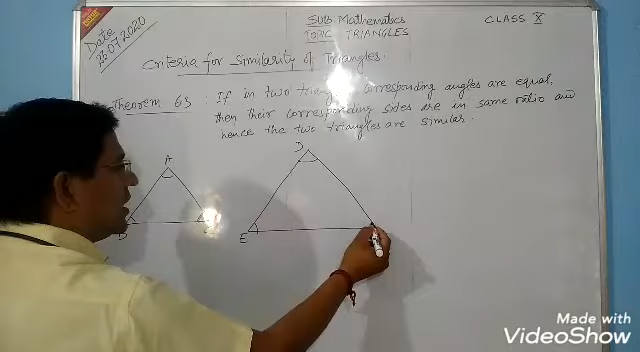 Sub. Mathematics
CLASS X
Date
26.07.2020
TOPIC TRIANGLES
Criteria for Similarity of Triangles.
Theorem 6.3 If in two triangles corresponding angles are equal,
then their corresponding sides are in same ratio and
hence the two triangles are similar.
A
D
B
E
Made with
VideoShow